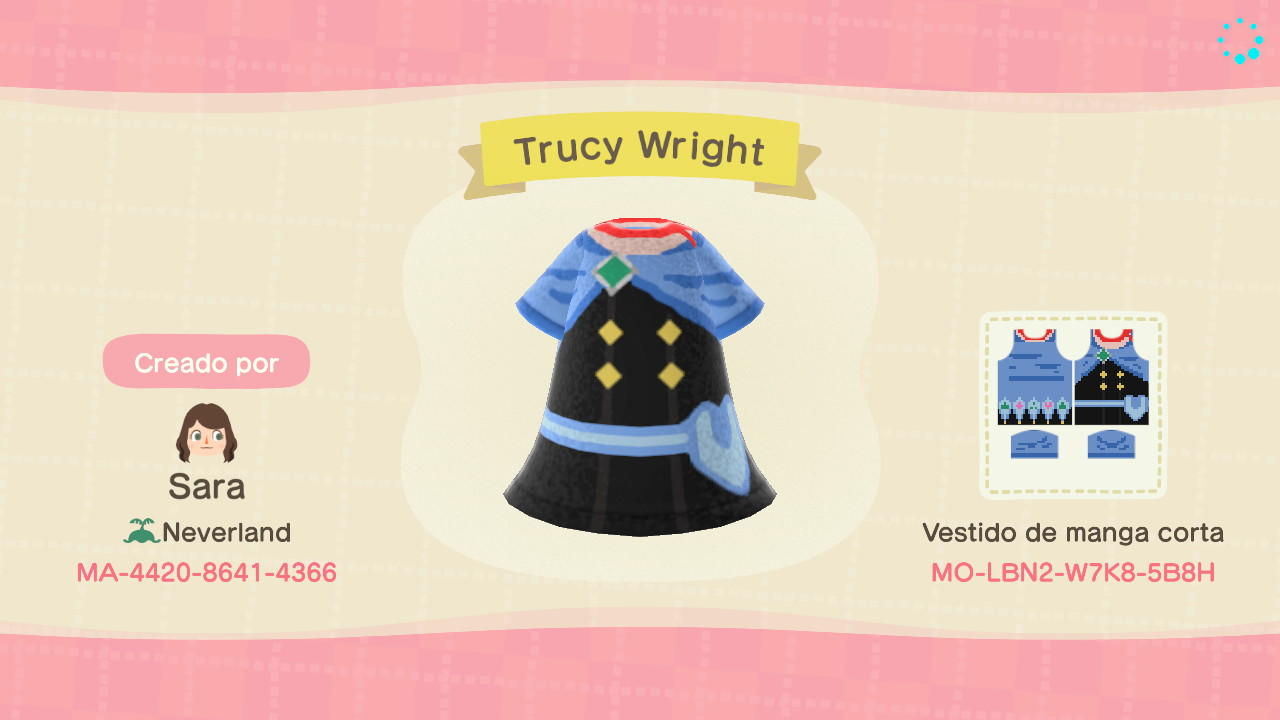 Trucy Wright
Creado por
Sara
Neverland
MA-4420-8641-4366
Vestido de manga corta
MO-LBN2-W7K8-5B8H